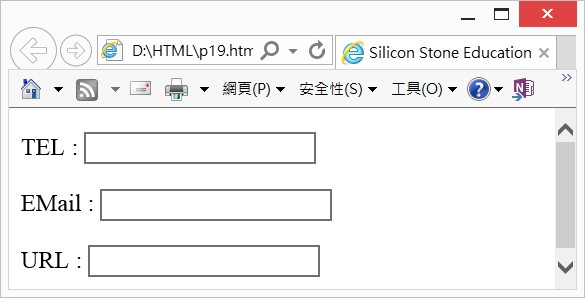 D:\HTML\p19.htm
Silicon Stone Education
網頁(P)
安全性(S)
工具(O)
TEL :
EMail :
URL :